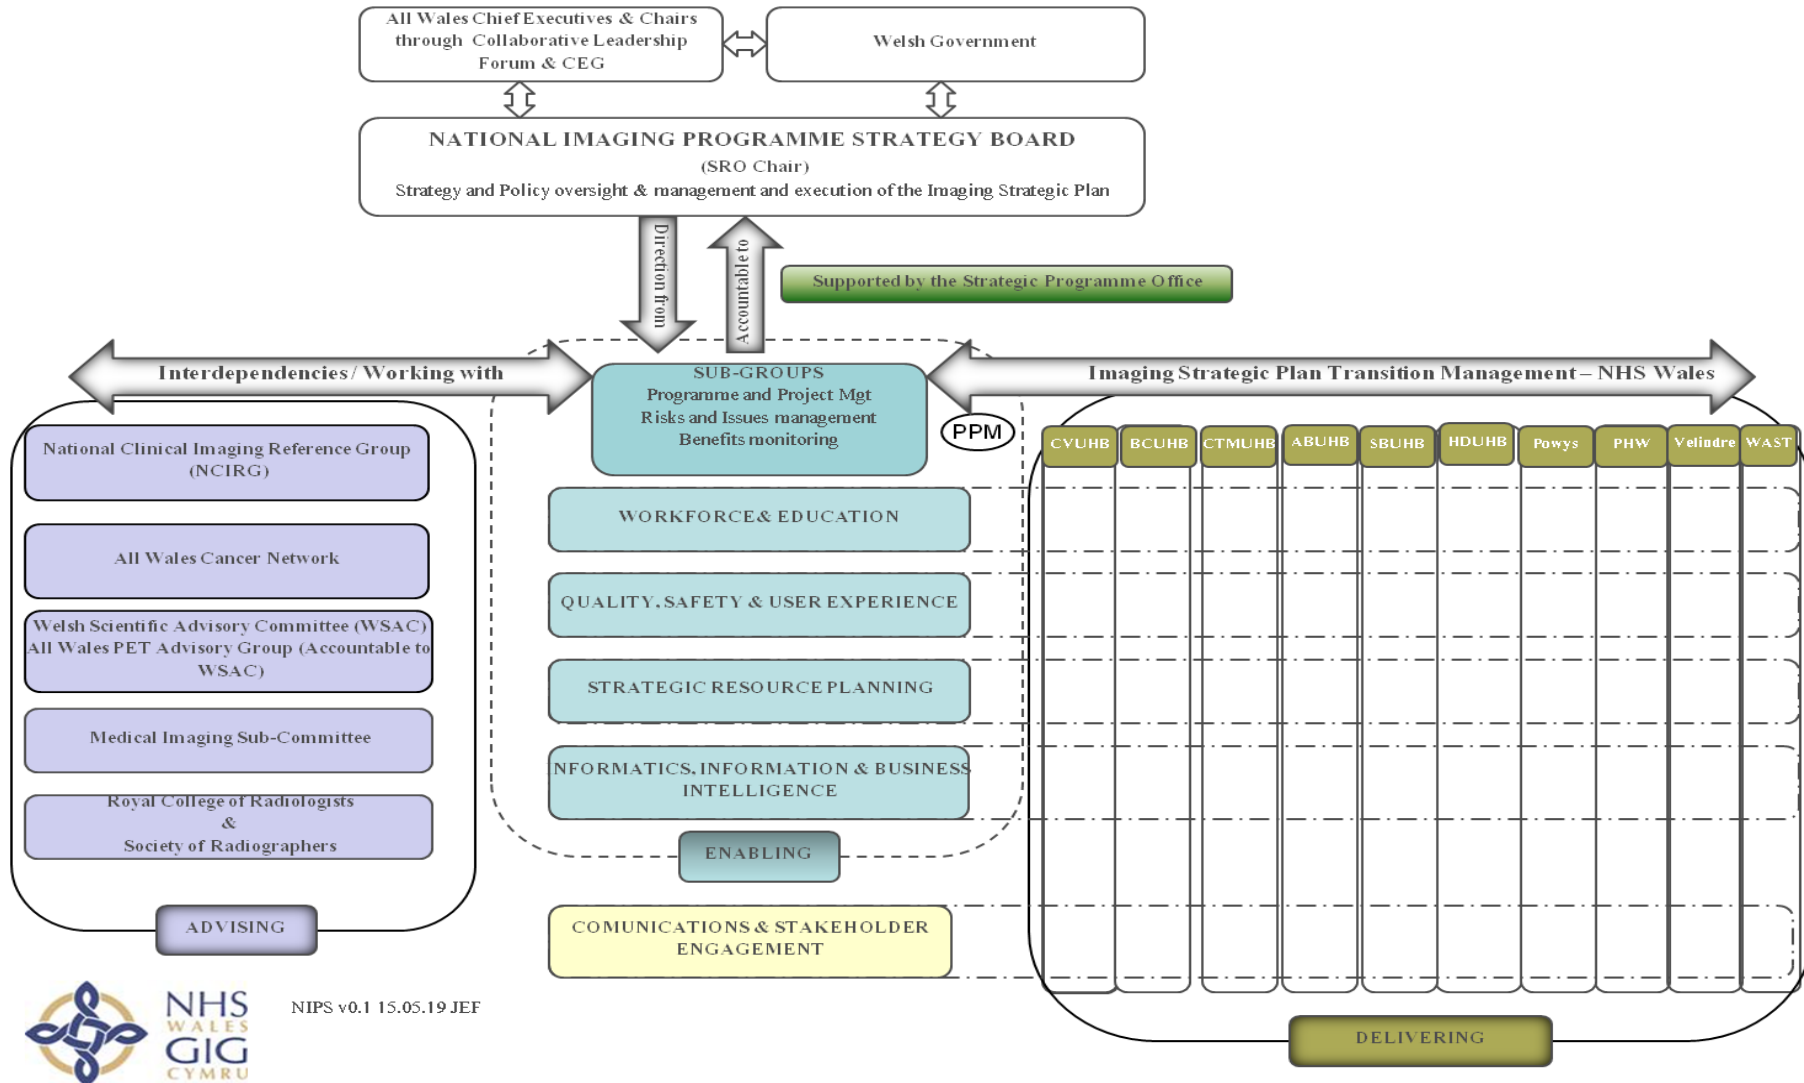 All Wales Chief Executives & Chairs
through Collaborative Leadership
Forum & CEG
Welsh Government
NATIONAL IMAGING PROGRAMME STRATEGY BOARD
(SRO Chair)
Strategy and Policy oversight & management and execution of the Imaging Strategic Plan
Direction from
Accountable to
Supported by the Strategic Programme Office
Interdependencies / Working with
SUB-GROUPS
Programme and Project Mgt
Risks and Issues management
Benefits monitoring
Imaging Strategic Plan Transition Management – NHS Wales
PPM
National Clinical Imaging Reference Group
(NCIRG)
All Wales Cancer Network
Welsh Scientific Advisory Committee (WSAC)
All Wales PET Advisory Group (Accountable to
WSAC)
Medical Imaging Sub-Committee
Royal College of Radiologists
&
Society of Radiographers
ADVISING
WORKFORCE & EDUCATION
QUALITY, SAFETY & USER EXPERIENCE
STRATEGIC RESOURCE PLANNING
NFORMATICS, INFORMATION & BUSINESS
INTELLIGENCE
ENABLING
COMUNICATIONS & STAKEHOLDER
ENGAGEMENT
CVUHB
BCUHB
CTMUHB
ABUHB
SBUHB
HDUHB
Powys
PHW
Velindre
WAST
DELIVERING
NHS
WALES
GIG
CYMRU
NIPS v0.1 15.05.19 JEF